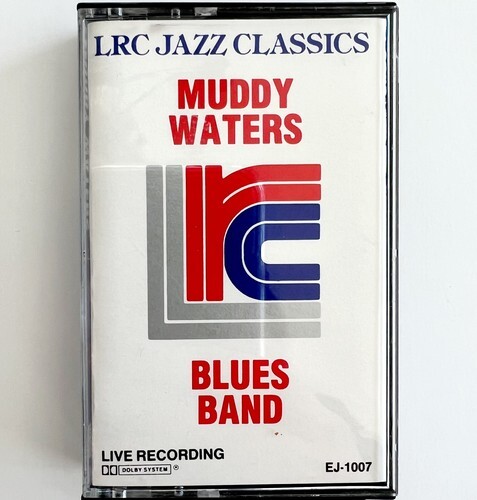 LRC JAZZ CLASSICS
MUDDY
WATERS
lrc
BLUES
BAND
LIVE RECORDING
DOLBY SYSTEM ®
EJ-1007